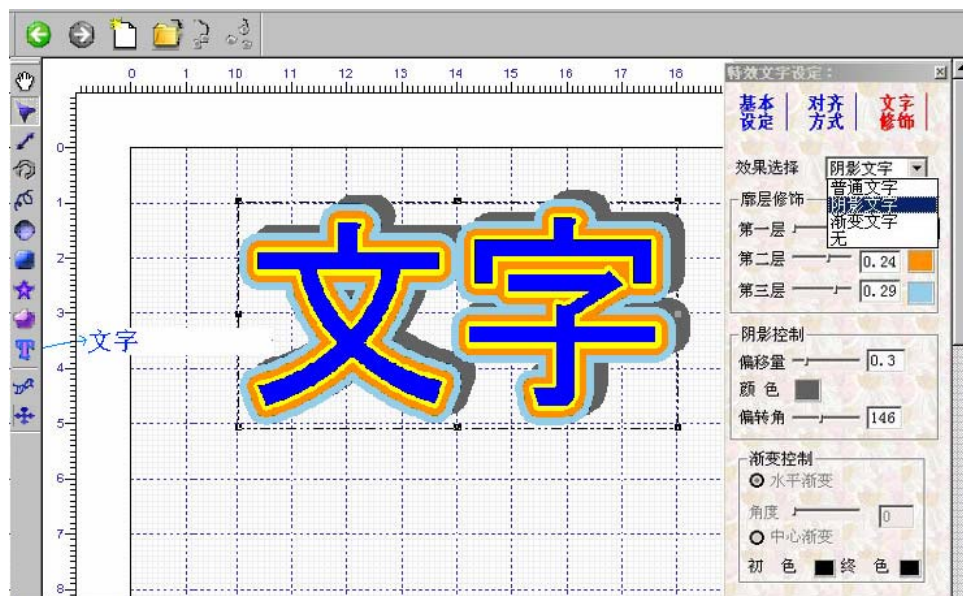 0 1 10 11 12 13 14 15 16 17 18
特效文字设定:
基本设定
对齐方式
文字修饰
效果选择 阴影文字
普通文字
阴影文字
渐变文字
无
廓层修饰
第一层
第二层 0.24
第三层 0.29
阴影控制
偏移量 0.3
颜 色
偏转角 146
渐变控制
水平渐变
角度 0
中心渐变
初 色 终 色
0
1
2
3
4
5
6
7
8
文字
文字